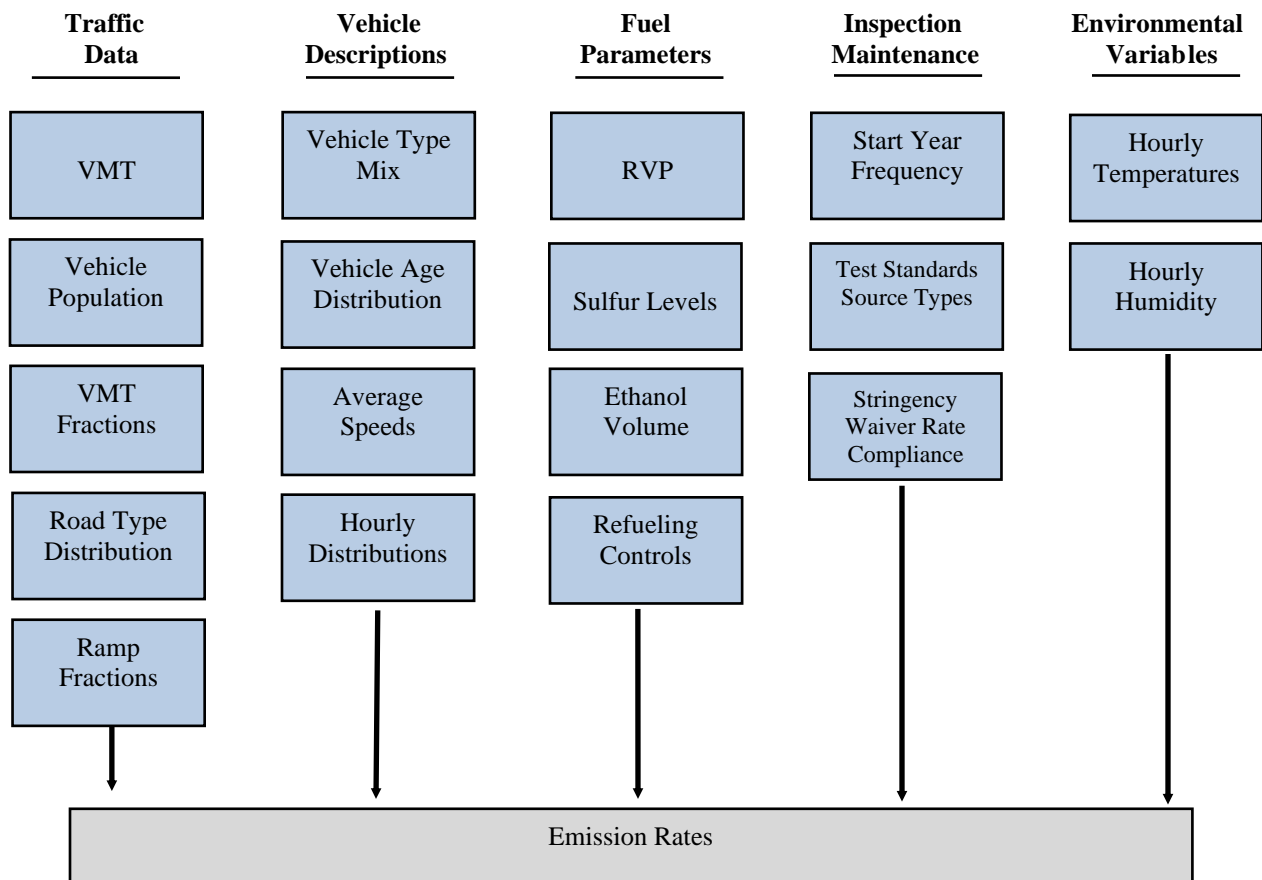 Traffic
Data
Vehicle
Descriptions
Fuel
Parameters
Inspection
Maintenance
Environmental
Variables
VMT
Vehicle Type
Mix
RVP
Start Year
Frequency
Hourly
Temperatures
Vehicle
Population
Vehicle Age
Distribution
Sulfur Levels
Test Standards
Source Types
Hourly
Humidity
VMT
Fractions
Average
Speeds
Ethanol
Volume
Stringency
Waiver Rate
Compliance
Road Type
Distribution
Hourly
Distributions
Refueling
Controls
Ramp
Fractions
Emission Rates